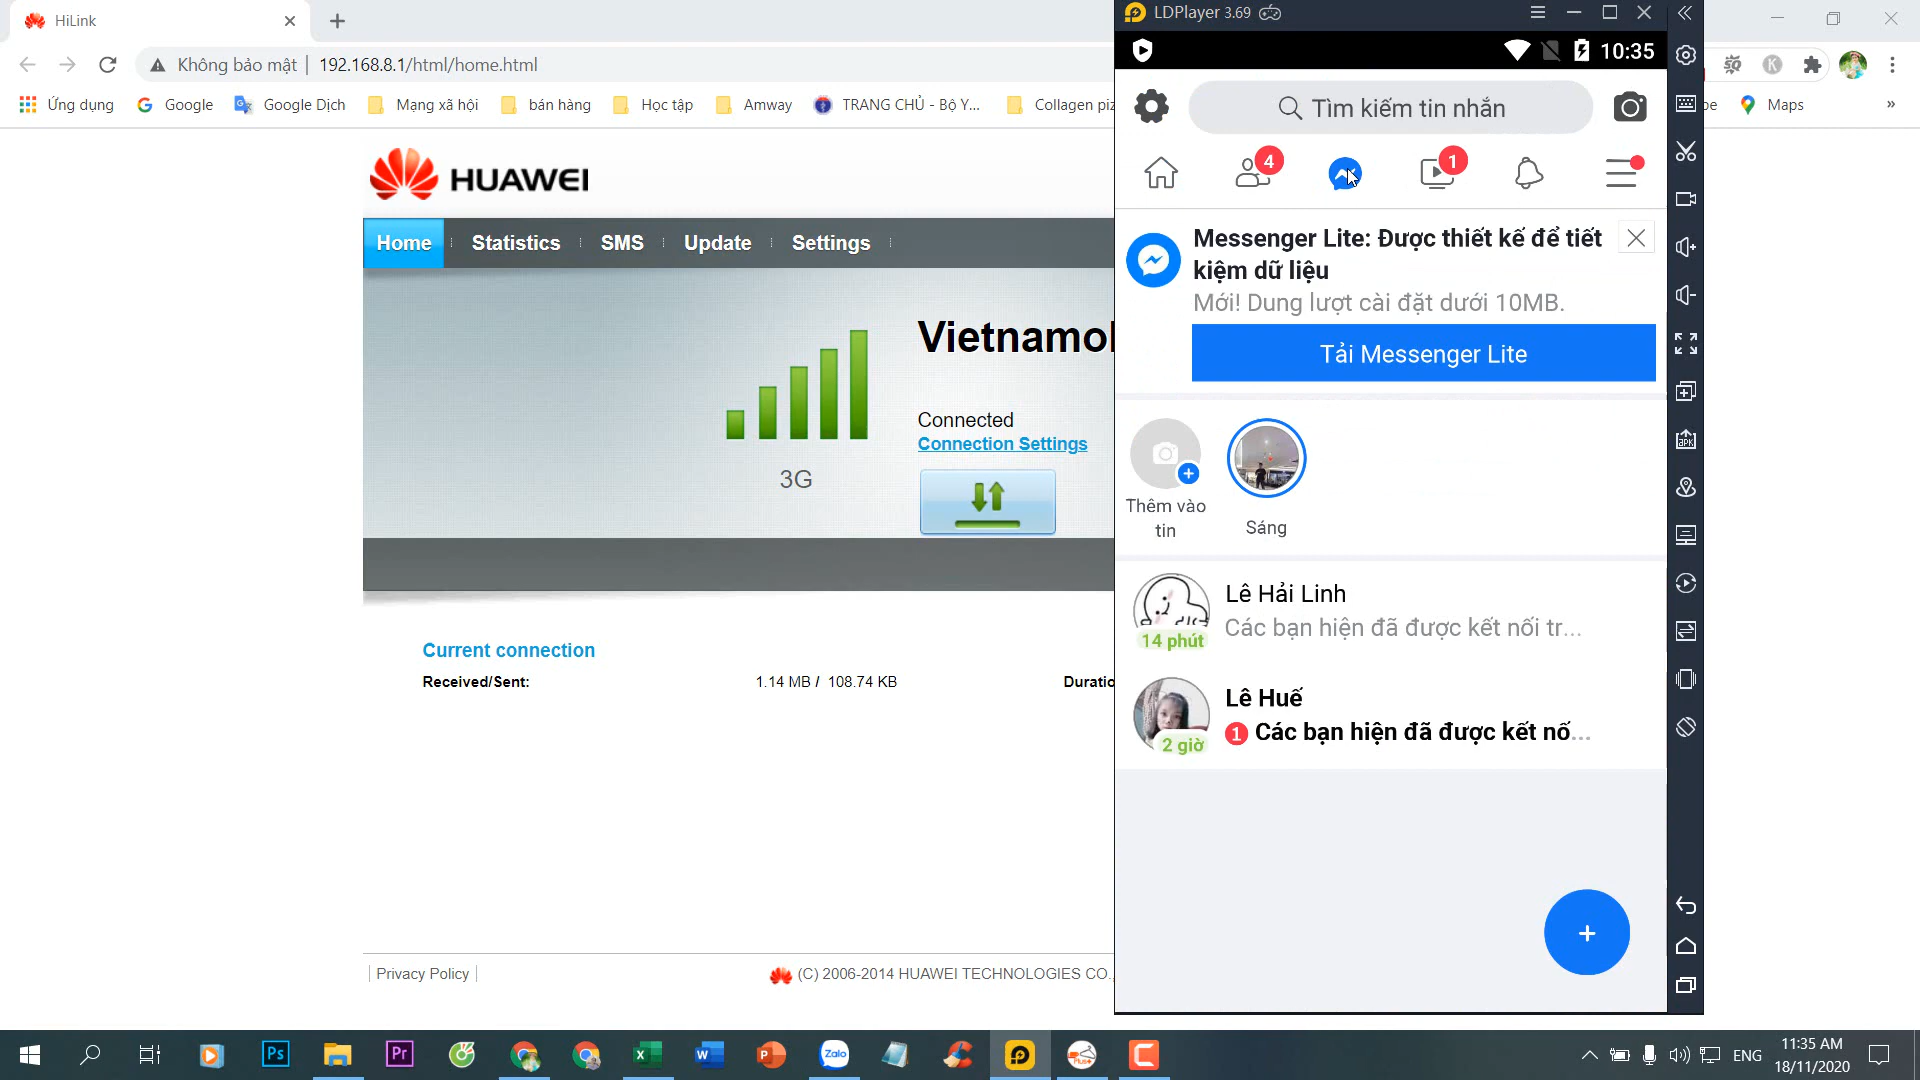 HiLink
Không bảo mật
192.168.8.1/html/home.html
Ứng dụng
Google
Google Dịch
Mạng xã hội
bán hàng
Học tập
Amway
TRANG CHỦ - Bộ Y...
Collagen
Maps
»
HUAWEI
Home
Statistics
SMS
Update
Settings
3G
Connected
Connection Settings
Current connection
Received/Sent:
1.14 MB / 108.74 KB
Privacy Policy
(C) 2006-2014 HUAWEI TECHNOLOGIES CO.,
LDPlayer 3.69
10:35
Tìm kiếm tin nhắn
4
1
Messenger Lite: Được thiết kế để tiết
kiệm dữ liệu
Mới! Dung lượt cài đặt dưới 10MB.
Tải Messenger Lite
Thêm vào
tin
Sáng
Lê Hải Linh
Các bạn hiện đã được kết nối tr...
14 phút
Lê Huế
1 Các bạn hiện đã được kết nố...
2 giờ
APK
Ps
Pr
Zalo
ENG
11:35 AM
18/11/2020